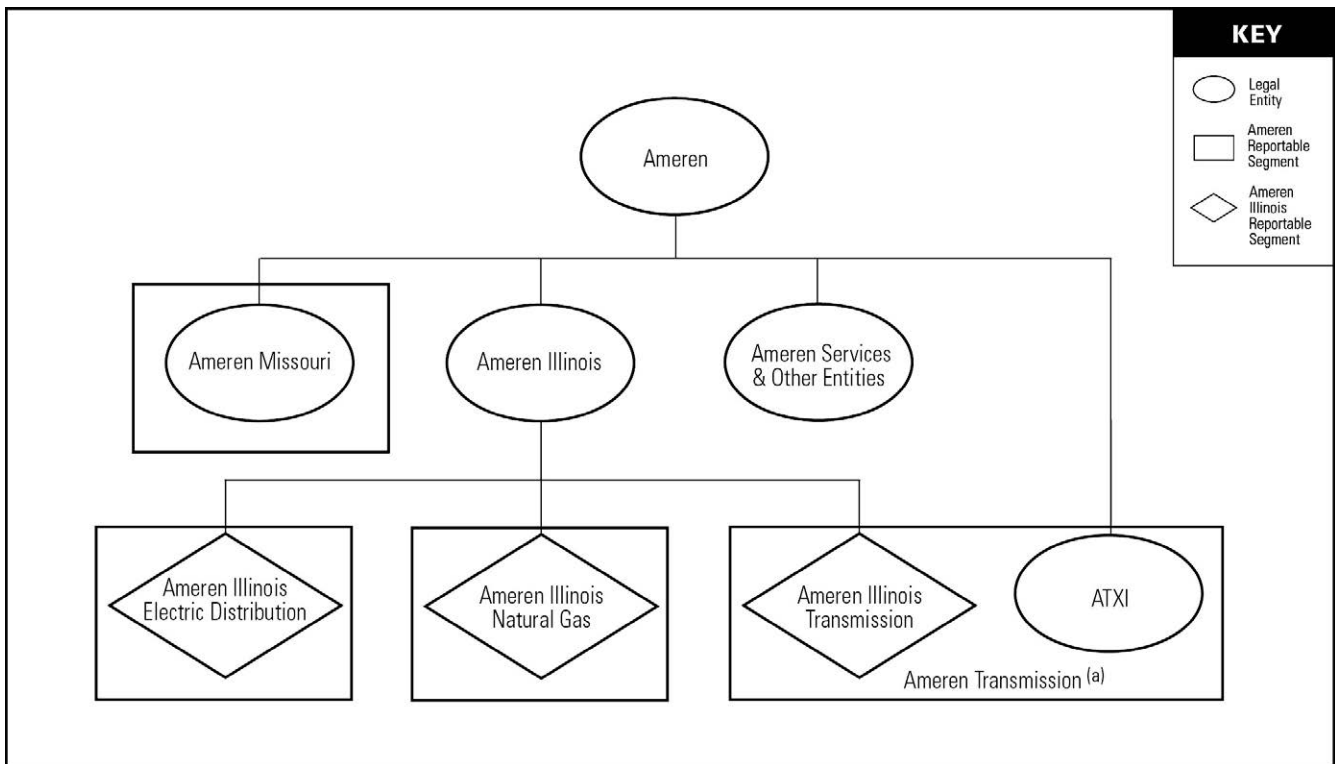 KEY
Legal
Entity
Ameren
Reportable
Segment
Ameren
Illinois
Reportable
Segment
Ameren
Ameren Missouri
Ameren Illinois
Ameren Services
& Other Entities
Ameren Illinois
Electric Distribution
Ameren Illinois
Natural Gas
Ameren Illinois
Transmission
ATXI
Ameren Transmission (a)